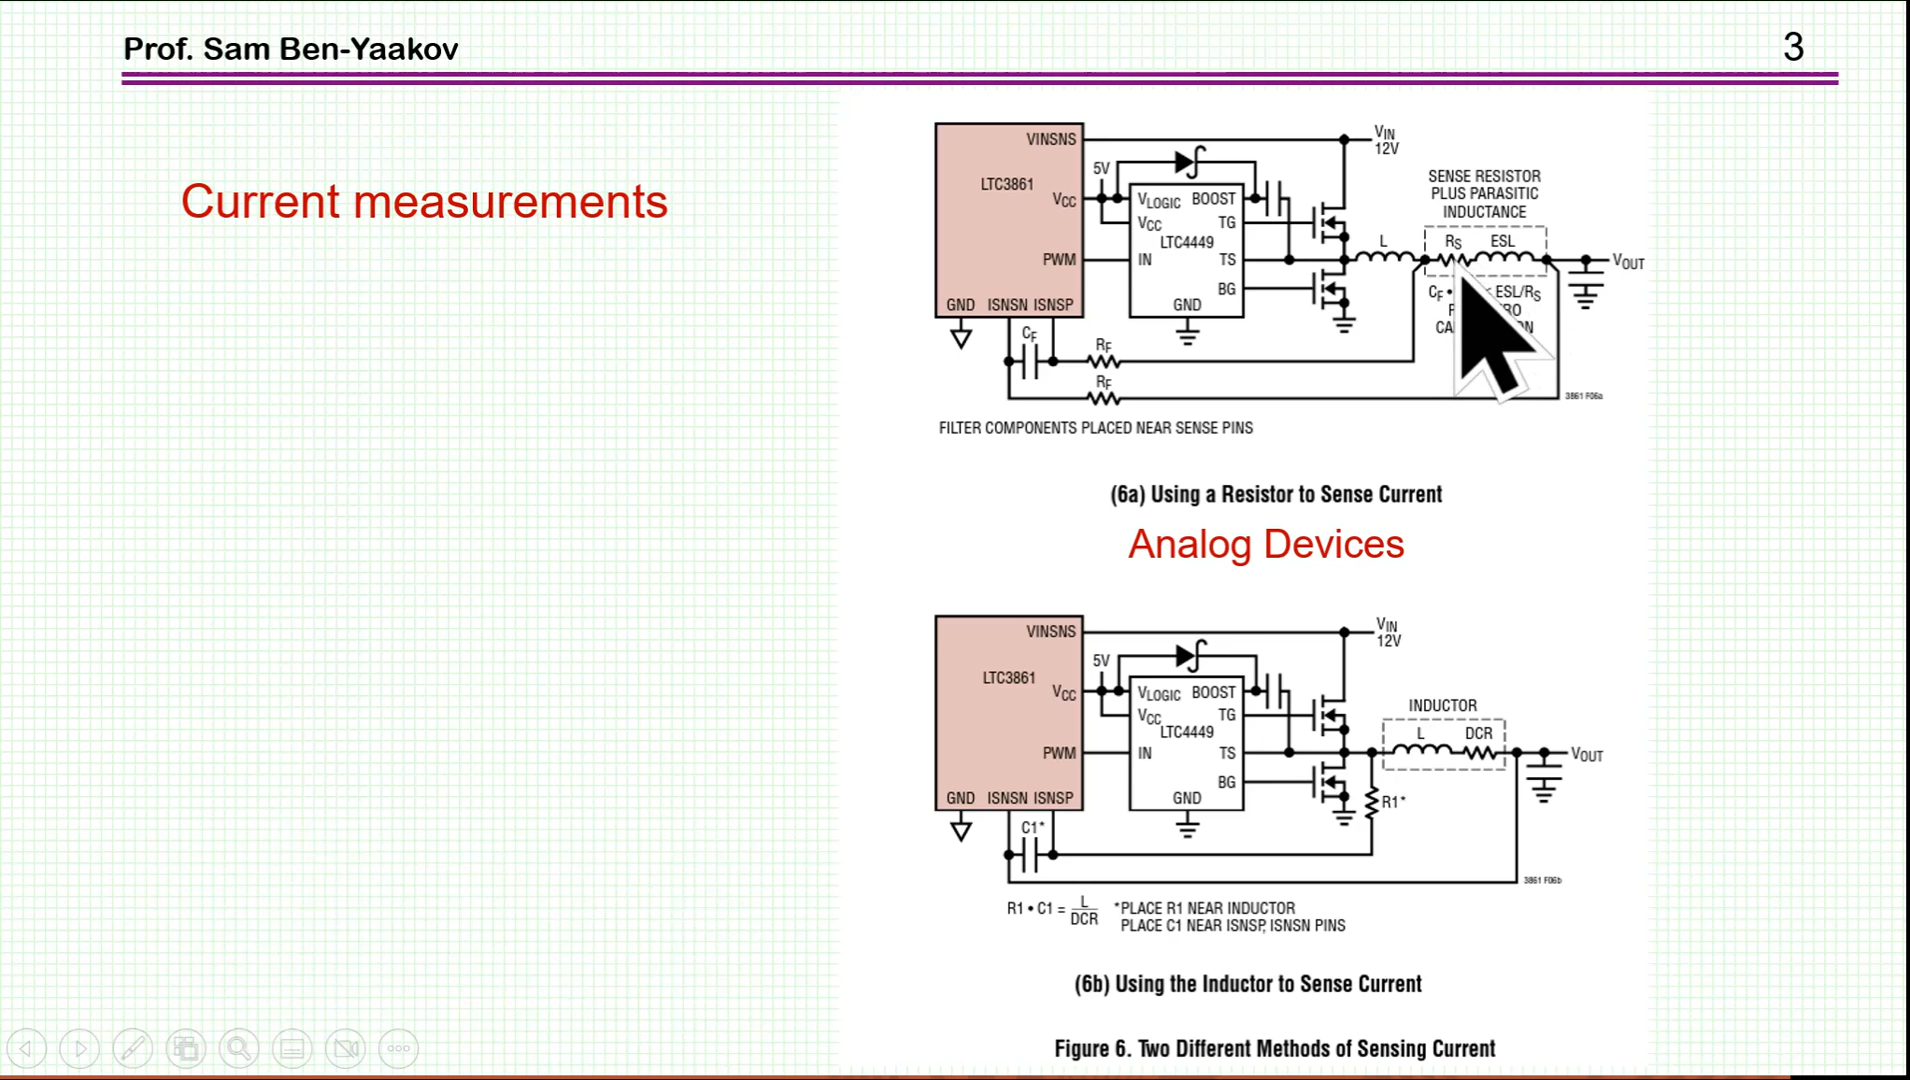 Prof. Sam Ben-Yaakov
3
Current measurements
VINSNS
LTC3861
VCC
PWM
GND ISNSN ISNSP
5V
VLOGIC BOOST
VCC TG
LTC4449
IN TS
BG
GND
VIN
12V
SENSE RESISTOR
PLUS PARASITIC
INDUCTANCE
L
RS ESL
VOUT
CF • ESL/RS
CF
RF
RF
3861 F06a
FILTER COMPONENTS PLACED NEAR SENSE PINS
(6a) Using a Resistor to Sense Current
Analog Devices
VINSNS
LTC3861
VCC
PWM
GND ISNSN ISNSP
5V
VLOGIC BOOST
VCC TG
LTC4449
IN TS
BG
GND
VIN
12V
INDUCTOR
L DCR
VOUT
R1*
C1*
3861 F06b
R1 • C1 = L
DCR
*PLACE R1 NEAR INDUCTOR
PLACE C1 NEAR ISNSP, ISNSN PINS
(6b) Using the Inductor to Sense Current
Figure 6. Two Different Methods of Sensing Current